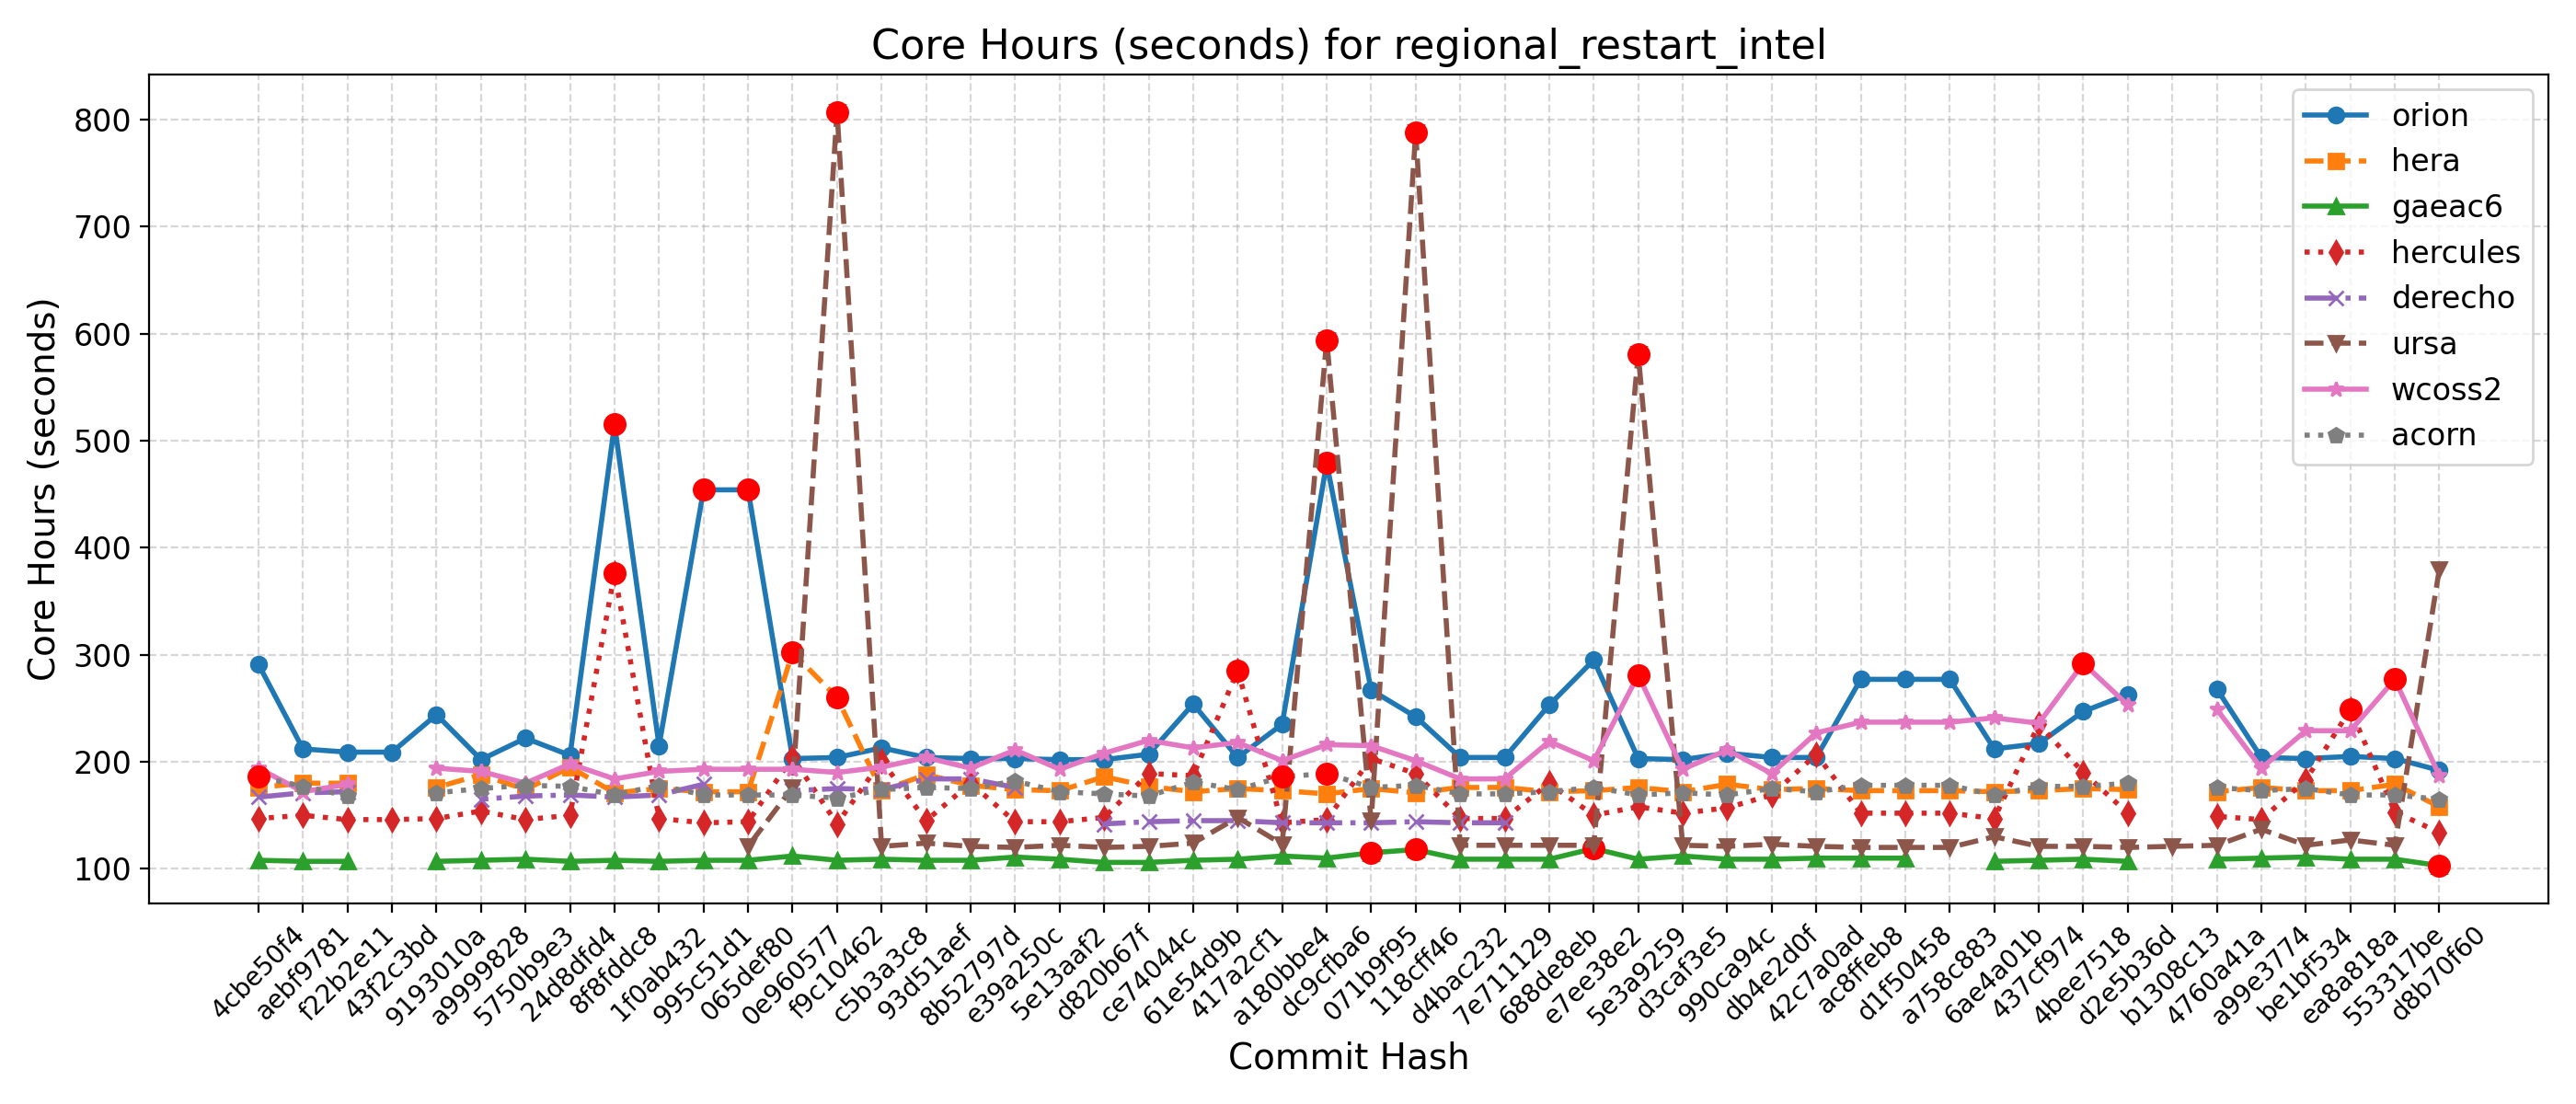 Core Hours (seconds) for regional_restart_intel
Core Hours (seconds)
800
700
600
500
400
300
200
100
orion
hera
gaeac6
hercules
derecho
ursa
wcoss2
acorn
4cbe50f4
aebf9781
f22b2e11
43f2c3bd
9193010a
a9999828
5750b9e3
24d8dfd4
8f8fddc8
1f0ab432
995c51d1
065def80
0e960577
f9c10462
c5b3a3c8
93d51aef
8b52797d
e39a250c
5e13aaf2
d820b67f
ce74044c
61e54d9b
417a2cf1
a180bbe4
dc9cfba6
071b9f95
118cff46
d4bac232
7e711129
688de8eb
e7ee38e2
5e3a9259
d3caf3e5
990ca94c
db4e2d0f
42c7a0ad
ac8ffeb8
d1f50458
a758c883
6ae4a01b
437cf974
4bee7518
d2e5b36d
b1308c13
4760a41a
a99e3774
be1bf534
ea8a818a
553317be
d8b70f60
Commit Hash